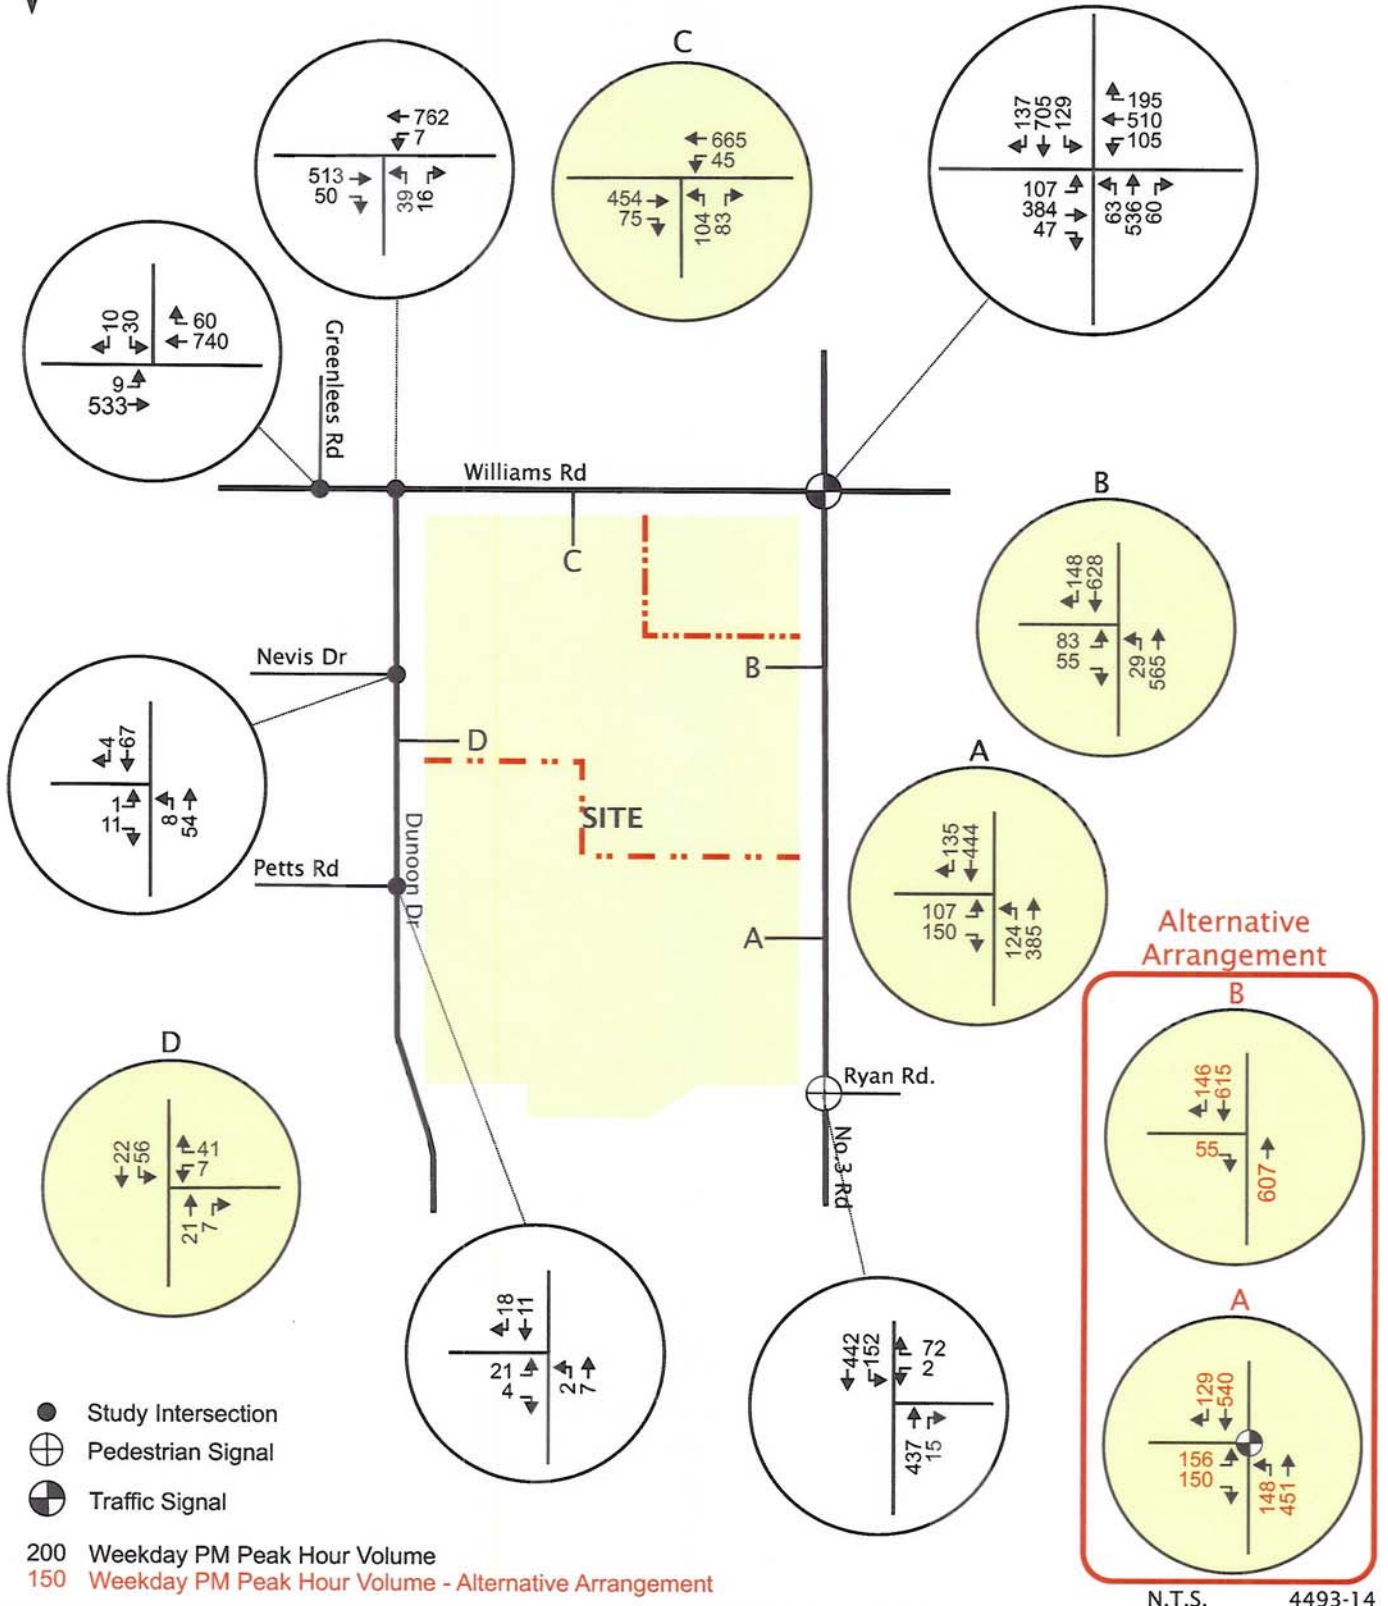 C
762
7
513
50
39
16
665
45
454
75
104
83
137
705
129
195
510
105
107
384
47
63
536
60
10
30
60
740
9
533
Greenlees Rd
Williams Rd
C
B
148
628
83
55
29
565
Nevis Dr
B
D
4
67
1
11
8
54
SITE
Dunoon Dr
Petts Rd
A
A
135
444
107
150
124
385
Alternative
Arrangement
B
146
615
55
607
A
129
540
156
150
148
451
Ryan Rd.
No.3 Rd
D
22
56
41
7
21
7
18
11
21
4
2
7
442
152
72
2
437
15
Study Intersection
Pedestrian Signal
Traffic Signal
200 Weekday PM Peak Hour Volume
150 Weekday PM Peak Hour Volume - Alternative Arrangement
N.T.S. 4493-14